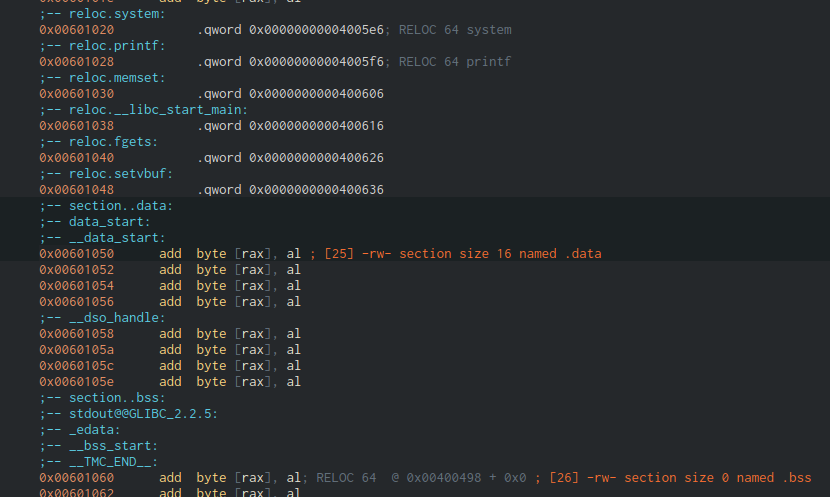 ;-- reloc.system:
0x00601020 .qword 0x00000000004005e6; RELOC 64 system
;-- reloc.printf:
0x00601028 .qword 0x00000000004005f6; RELOC 64 printf
;-- reloc.memset:
0x00601030 .qword 0x0000000000400606
;-- reloc.__libc_start_main:
0x00601038 .qword 0x0000000000400616
;-- reloc.fgets:
0x00601040 .qword 0x0000000000400626
;-- reloc.setvbuf:
0x00601048 .qword 0x0000000000400636
;-- section..data:
;-- data_start:
;-- __data_start:
0x00601050 add byte [rax], al ; [25] -rw- section size 16 named .data
0x00601052 add byte [rax], al
0x00601054 add byte [rax], al
0x00601056 add byte [rax], al
;-- __dso_handle:
0x00601058 add byte [rax], al
0x0060105a add byte [rax], al
0x0060105c add byte [rax], al
0x0060105e add byte [rax], al
;-- section..bss:
;-- stdout@@GLIBC_2.2.5:
;-- _edata:
;-- __bss_start:
;-- __TMC_END__:
0x00601060 add byte [rax], al; RELOC 64 @ 0x00400498 + 0x0 ; [26] -rw- section size 0 named .bss
0x00601062 add byte [rax], al